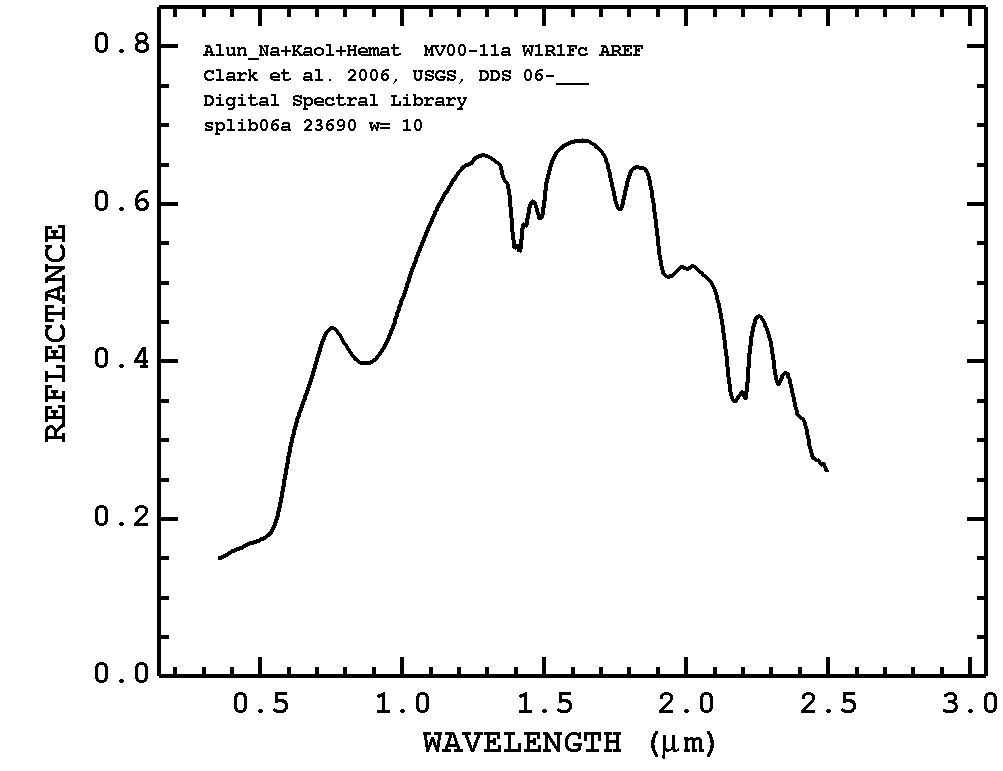 Alun_Na+Kaol+Hemat MV00-11a W1R1Fc AREF
Clark et al. 2006, USGS, DDS 06-___
Digital Spectral Library
splib06a 23690 w= 10
REFLECTANCE
0.8
0.6
0.4
0.2
0.0
0.5 1.0 1.5 2.0 2.5 3.0
WAVELENGTH (μm)